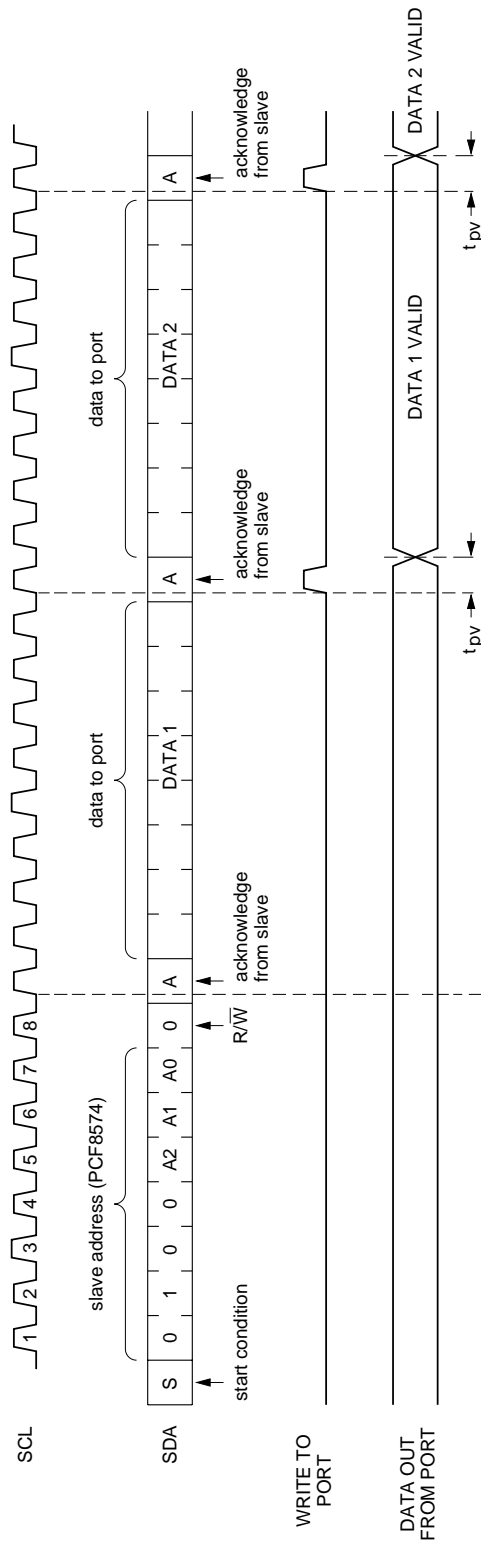 SCL
1 2 3 4 5 6 7 8
slave address (PCF8574)
data to port
data to port
SDA
S 0 1 0 0 A2 A1 A0 0 A DATA 1 A DATA 2 A
start condition
R/W
acknowledge
from slave
acknowledge
from slave
acknowledge
from slave
WRITE TO
PORT
DATA OUT
FROM PORT
DATA 1 VALID
DATA 2 VALID
tpv
tpv